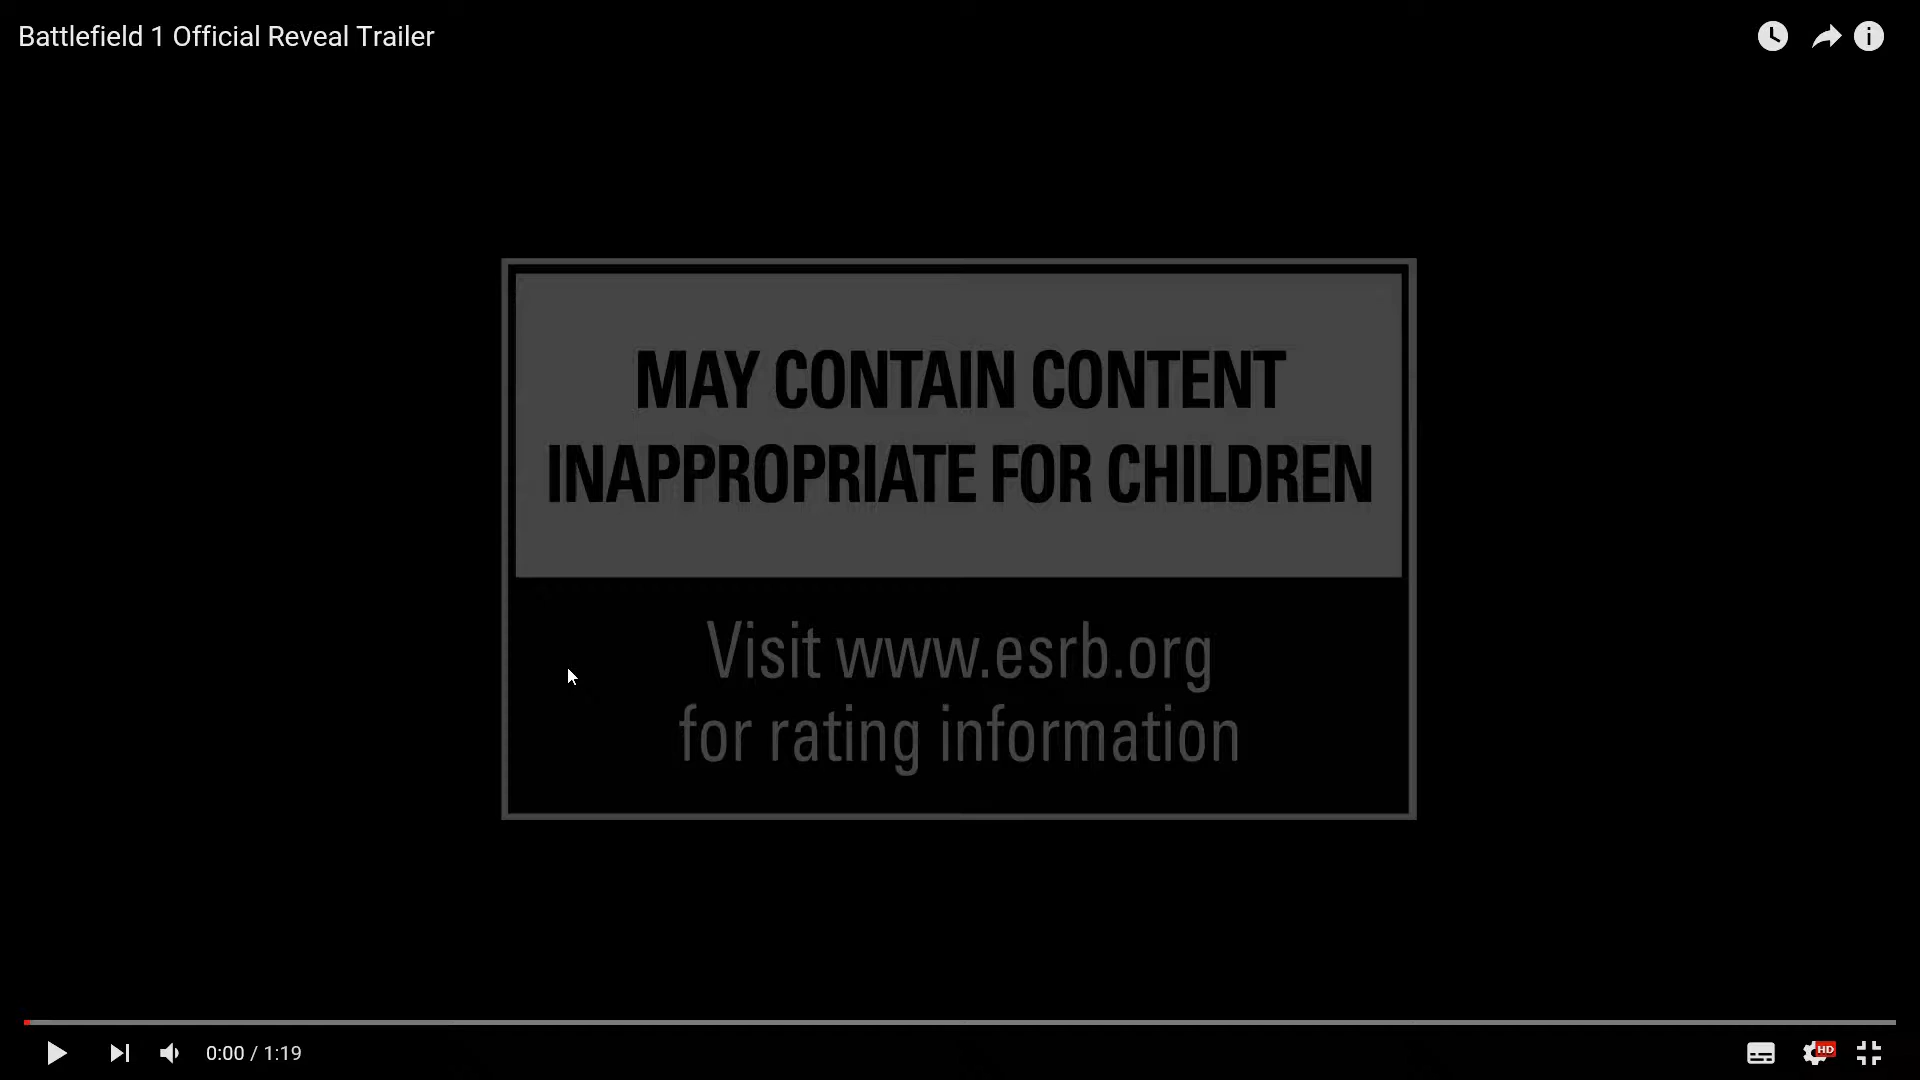 Battlefield 1 Official Reveal Trailer
MAY CONTAIN CONTENT
INAPPROPRIATE FOR CHILDREN
Visit www.esrb.org
for rating information
0:00 / 1:19
HD